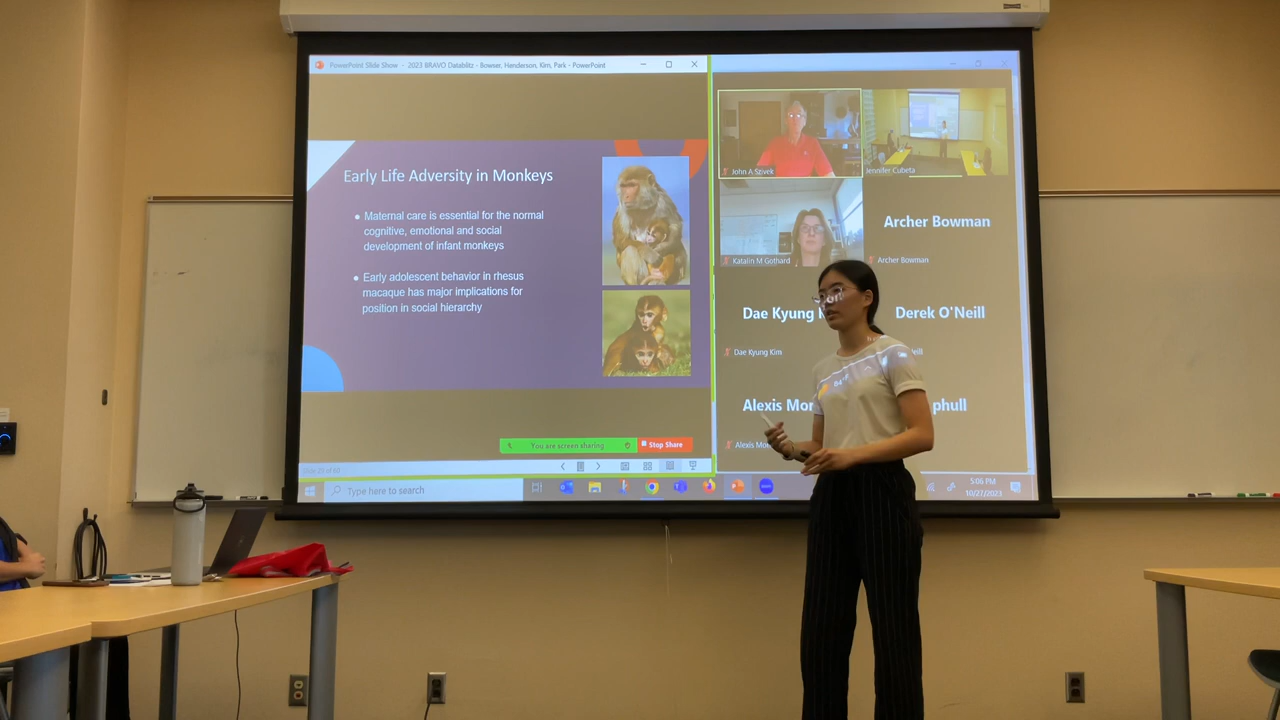 PowerPoint Slide Show - 2023 BRAVO Datablitz - Bowser, Henderson, Kim, Park - PowerPoint
Early Life Adversity in Monkeys
• Maternal care is essential for the normal
cognitive, emotional and social
development of infant monkeys
• Early adolescent behavior in rhesus
macaque has major implications for
position in social hierarchy
You are screen sharing
Stop Share
Type here to search
John A Szivek
Jennifer Cubeta
Katalin M Gothard
Archer Bowman
Archer Bowman
Dae Kyung
Dae Kyung Kim
Derek O'Neill
Alexis Mor
phull
Alexis Mo
5:06 PM
10/27/2023